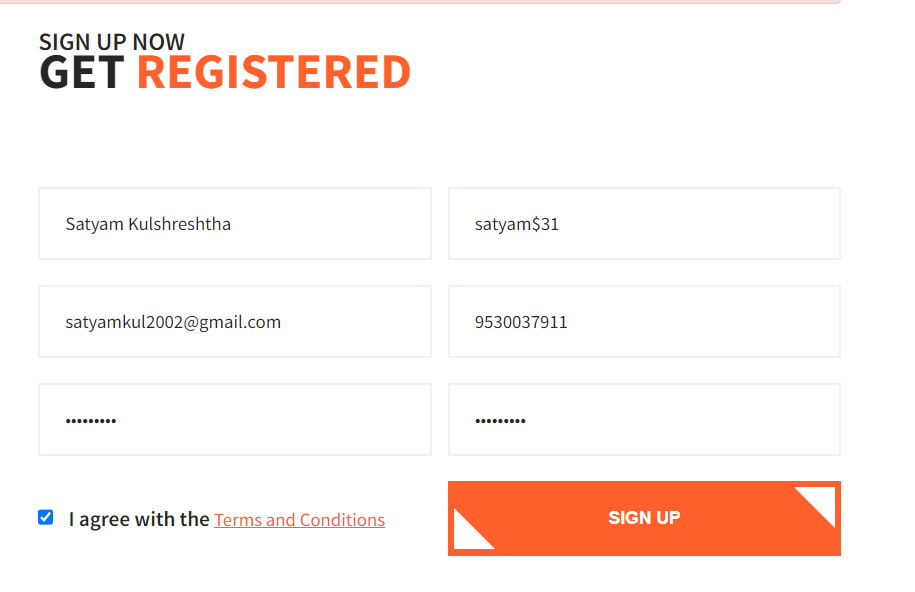 SIGN UP NOW
GET REGISTERED
Satyam Kulshreshtha
satyam$31
satyamkul2002@gmail.com
9530037911
•••••••••
•••••••••
I agree with the Terms and Conditions
SIGN UP